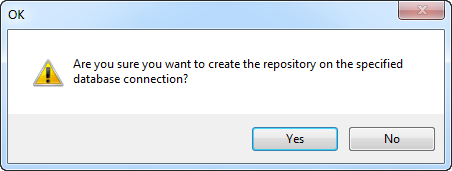 OK
Are you sure you want to create the repository on the specified
database connection?
Yes
No